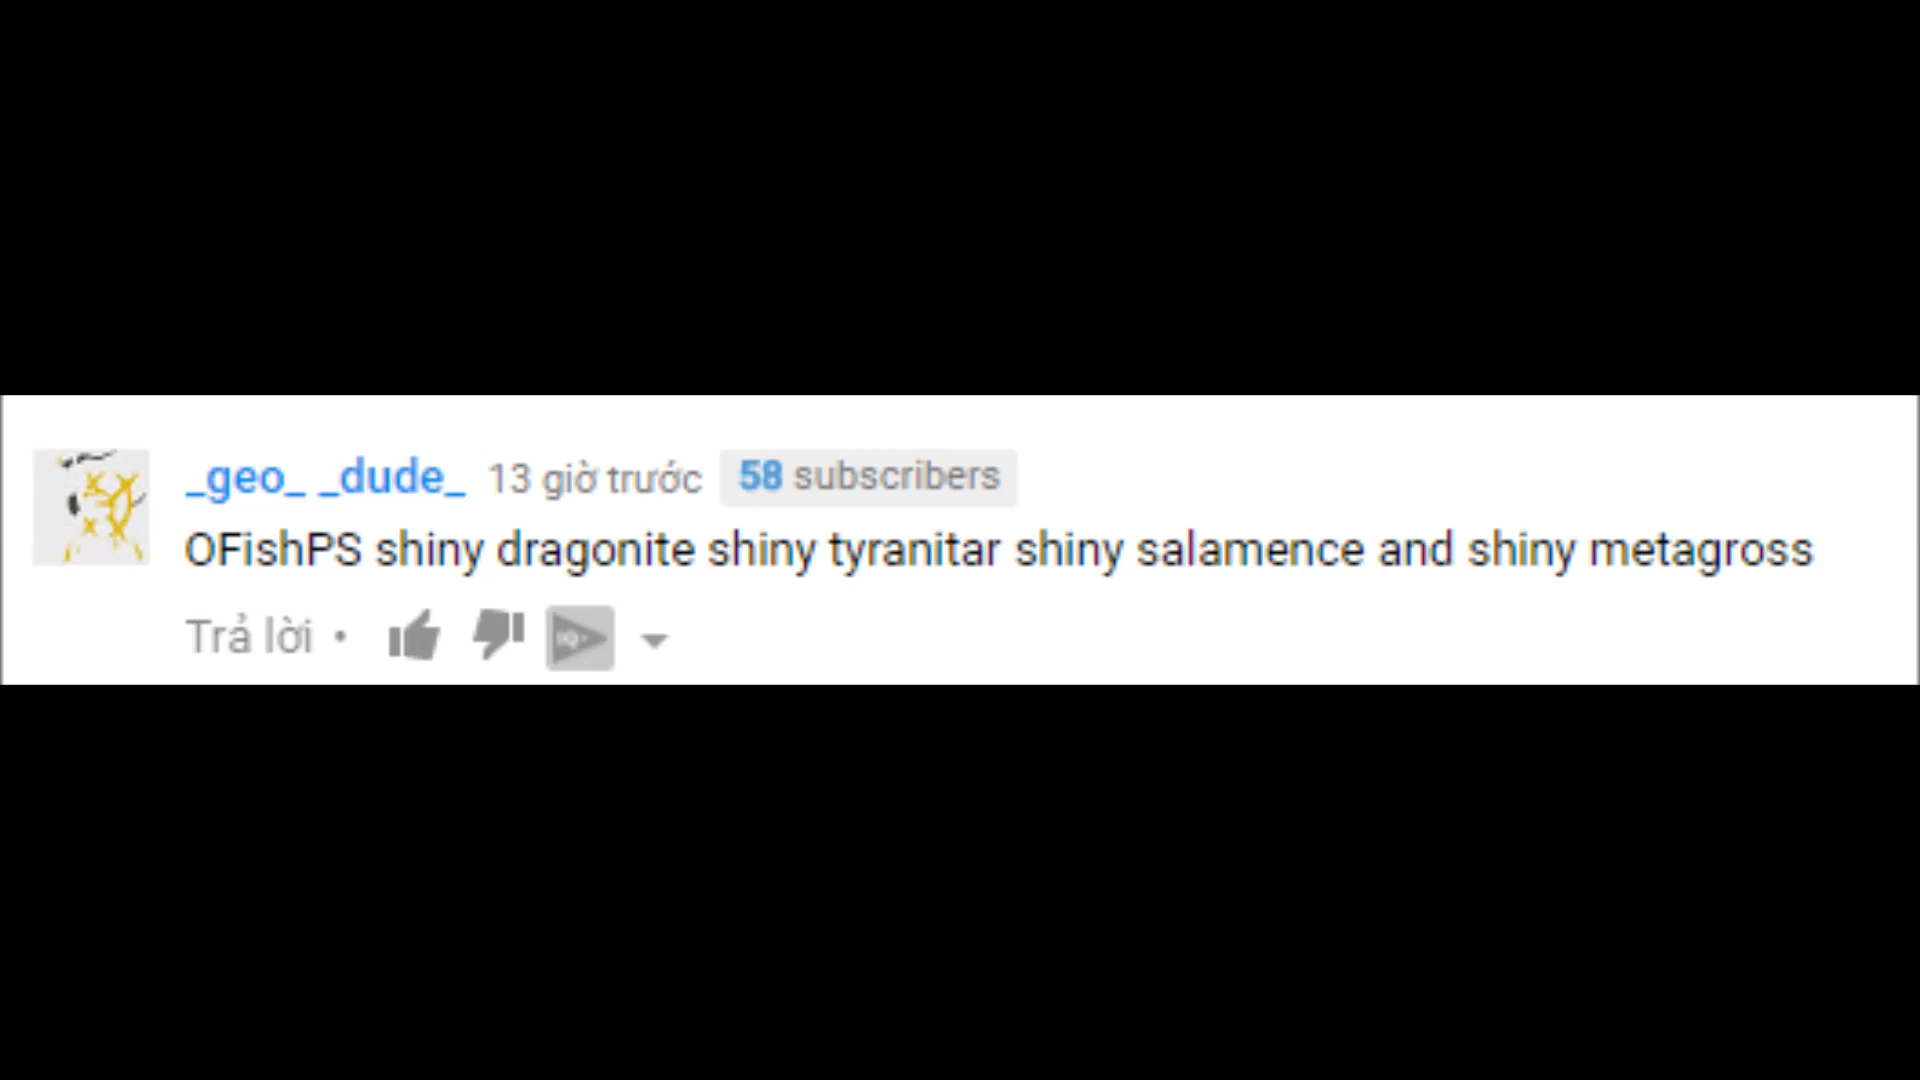 _geo_ _dude_ 13 giờ trước 58 subscribers
OFishPS shiny dragonite shiny tyranitar shiny salamence and shiny metagross
Trả lời •